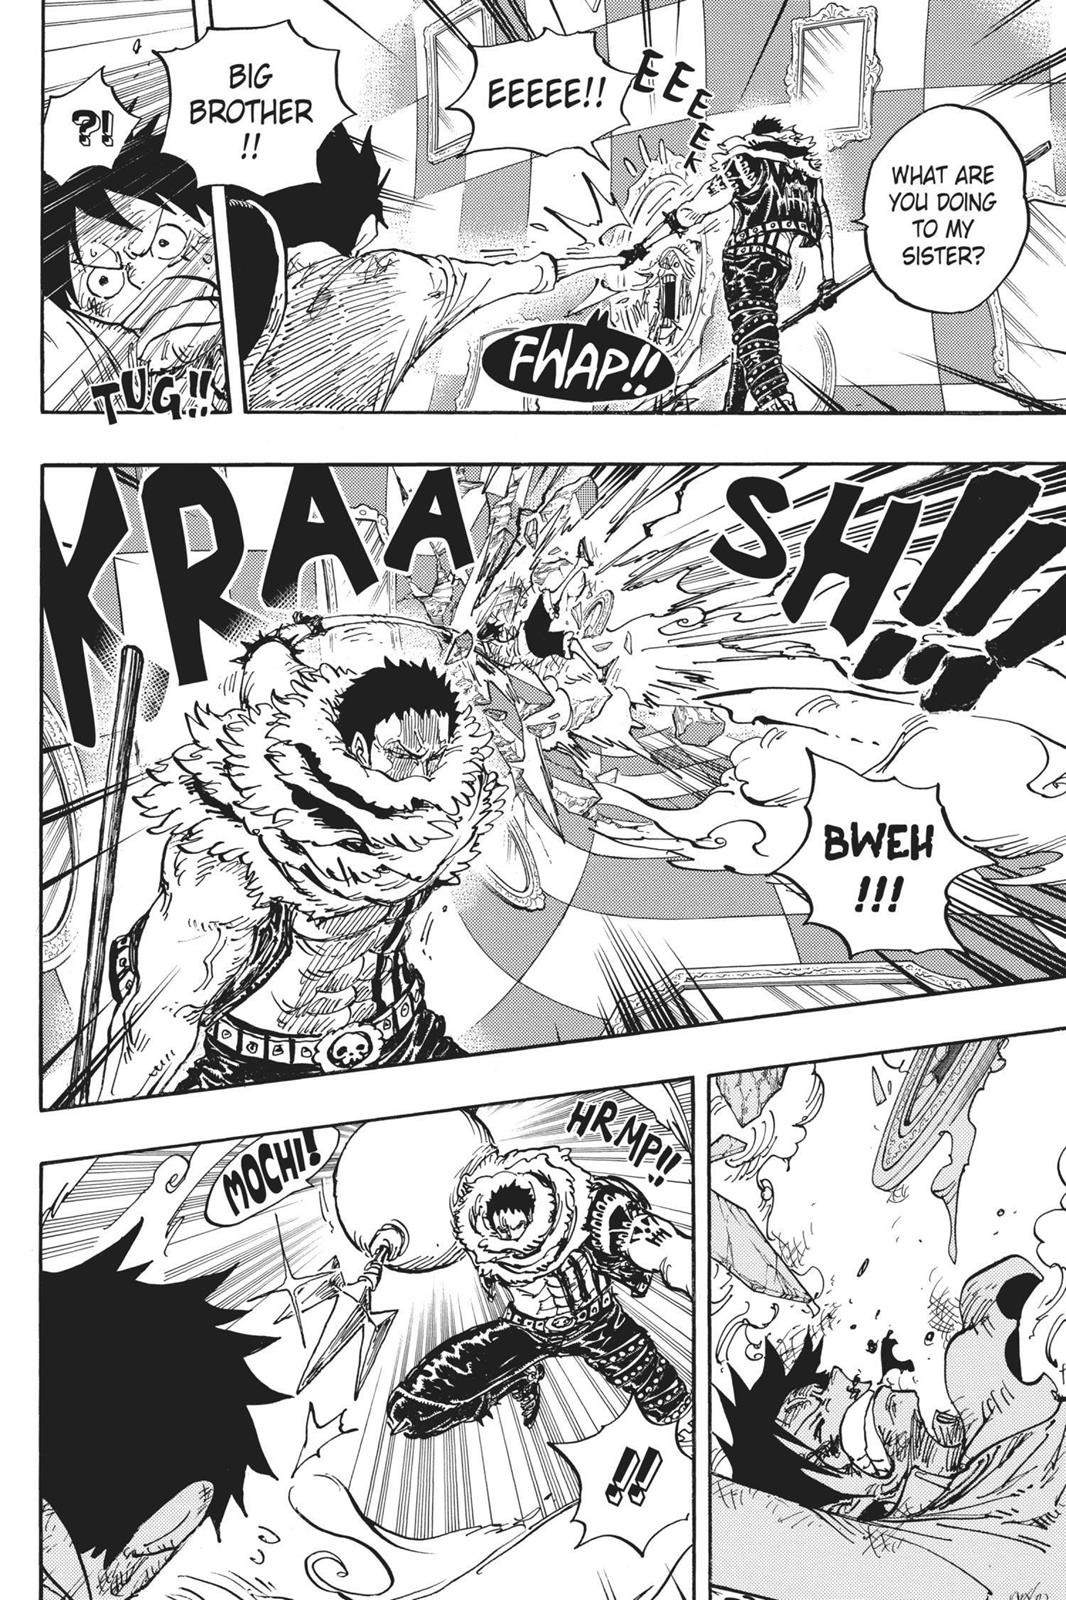 WHAT ARE
YOU DOING
TO MY
SISTER?
EEEEK
EEEEE!!
FWAP!!
BIG
BROTHER
!!
?!
TUG!!
KRAASH!!!
BWEH
!!!
HRMP!!
MOCHI!
!!